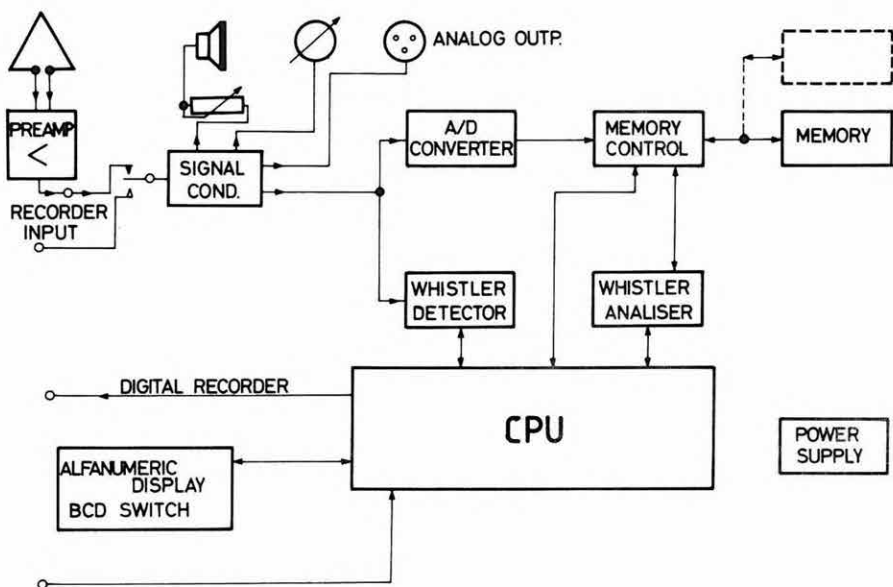 ANALOG OUTP.
PREAMP
<
A/D
CONVERTER
MEMORY
CONTROL
MEMORY
SIGNAL
COND.
RECORDER
INPUT
WHISTLER
DETECTOR
WHISTLER
ANALISER
DIGITAL RECORDER
CPU
ALFANUMERIC
DISPLAY
BCD SWITCH
POWER
SUPPLY